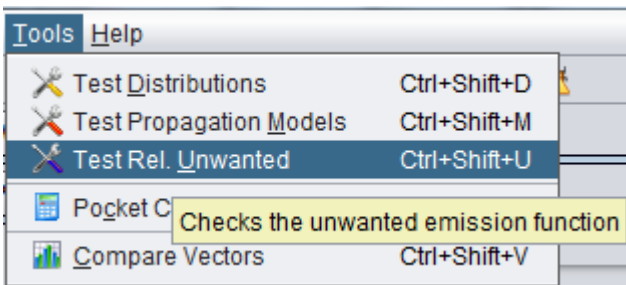 Tools Help
Test Distributions Ctrl+Shift+D
Test Propagation Models Ctrl+Shift+M
Test Rel. Unwanted Ctrl+Shift+U
Pocket C
Checks the unwanted emission function
Compare Vectors Ctrl+Shift+V